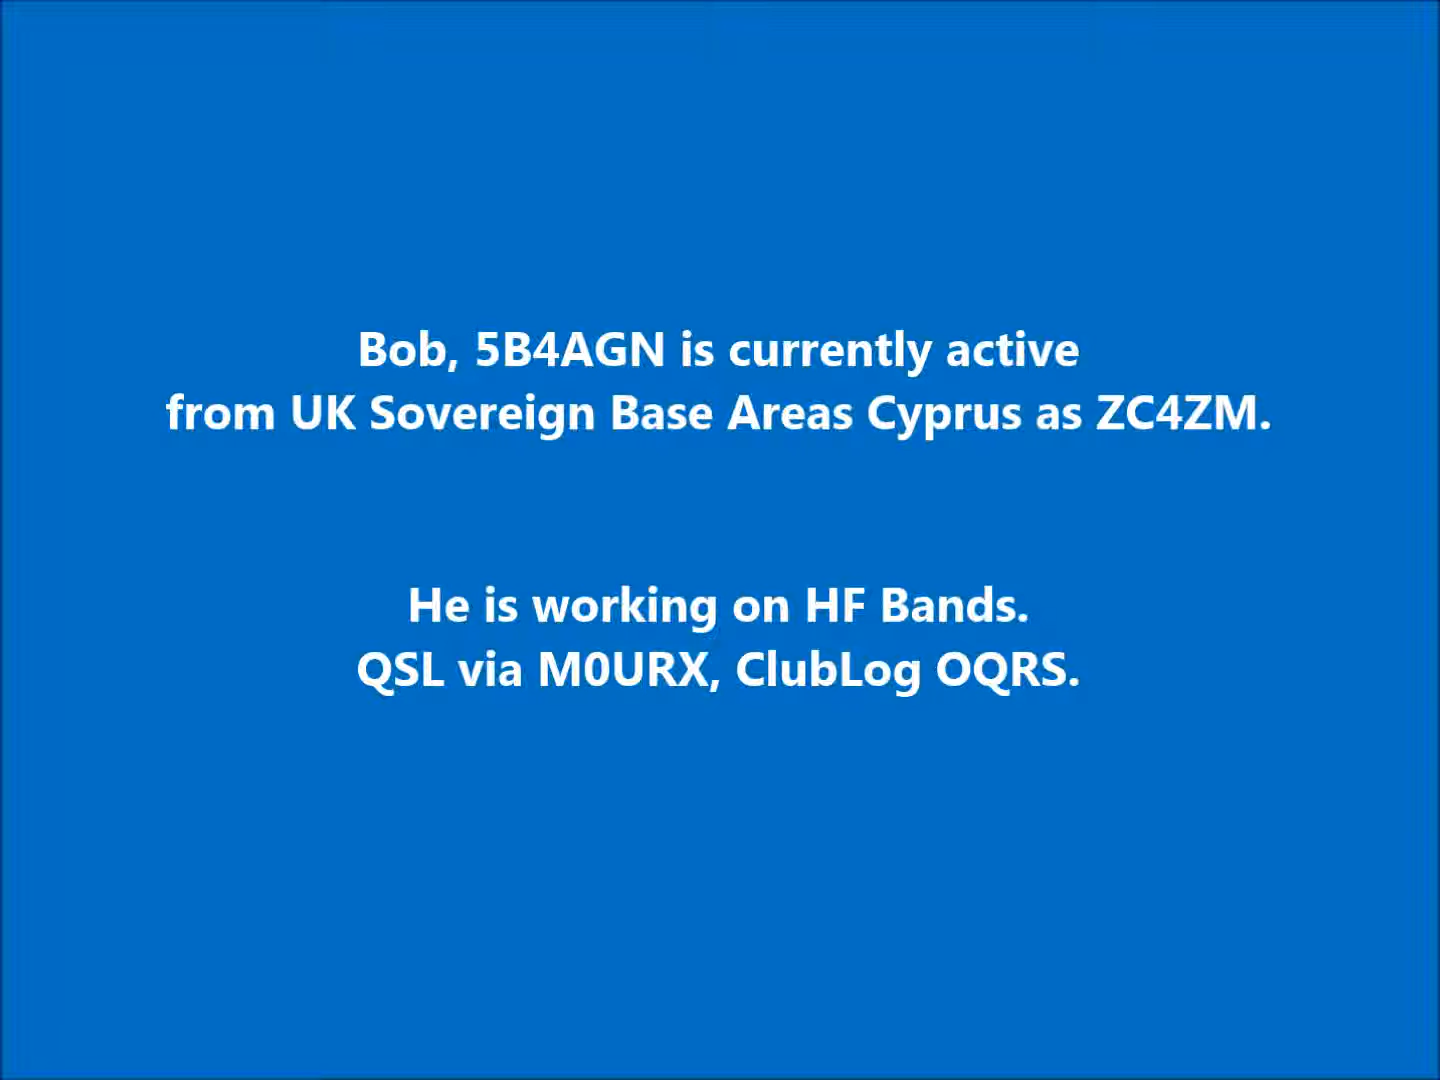 Bob, 5B4AGN is currently active
from UK Sovereign Base Areas Cyprus as ZC4ZM.
He is working on HF Bands.
QSL via M0URX, ClubLog OQRS.